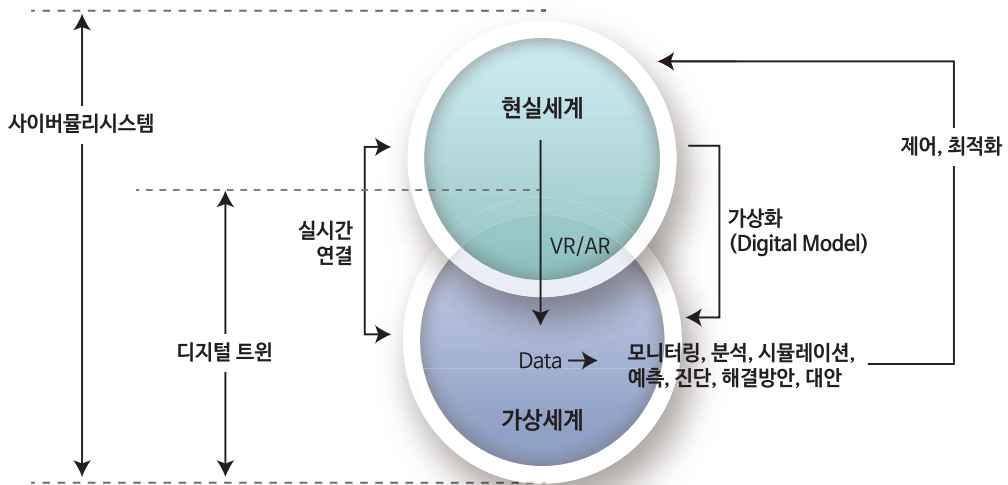 현실세계
사이버뮬리시스템
제어, 최적화
실시간
연결
가상화
(Digital Model)
VR/AR
디지털 트윈
Data
모니터링, 분석, 시뮬레이션,
예측, 진단, 해결방안, 대안
가상세계